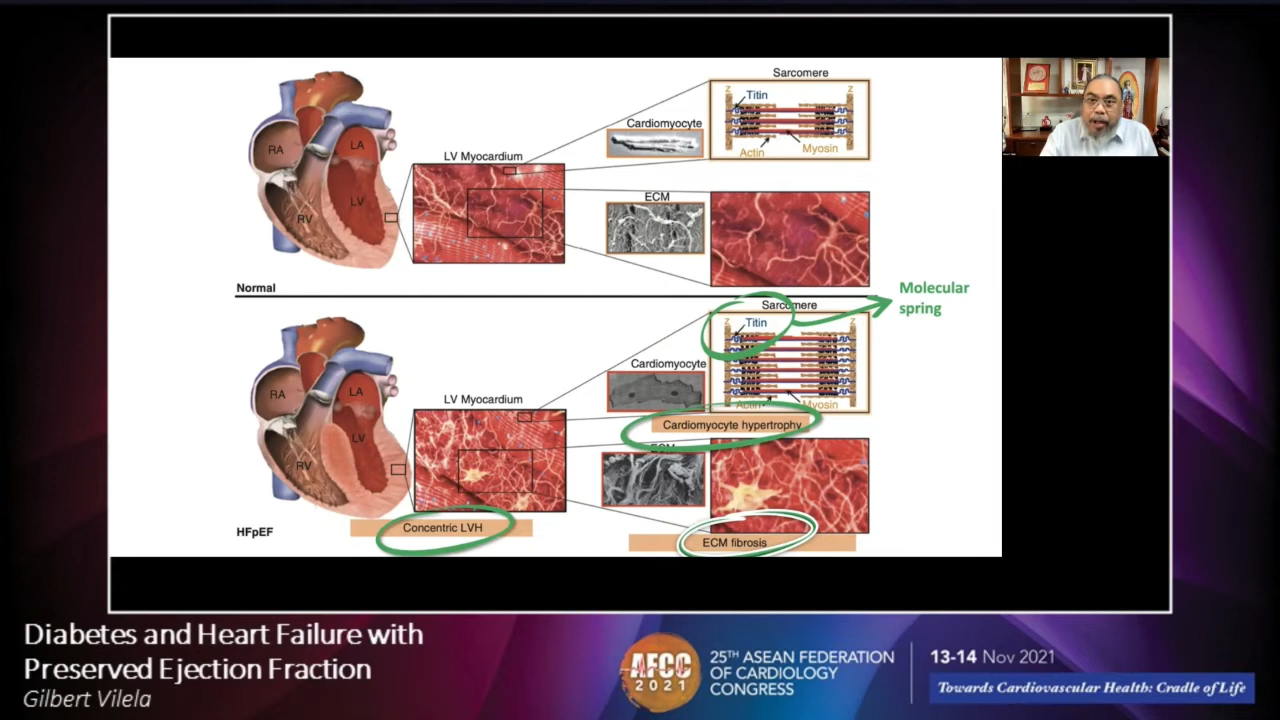 Sarcomere
Z
Z
Titin
Cardiomyocyte
Actin
Myosin
LV Myocardium
RA
LA
LV
RV
ECM
Normal
Molecular
spring
Sarcomere
Z
Z
Titin
Cardiomyocyte
Actin
Myosin
LV Myocardium
RA
LA
LV
RV
Cardiomyocyte hypertrophy
ECM
Concentric LVH
HFpEF
ECM fibrosis
Diabetes and Heart Failure with
Preserved Ejection Fraction
Gilbert Vilela
AFCC
2021
25TH ASEAN FEDERATION
OF CARDIOLOGY
CONGRESS
13-14 Nov 2021
Towards Cardiovascular Health: Cradle of Life